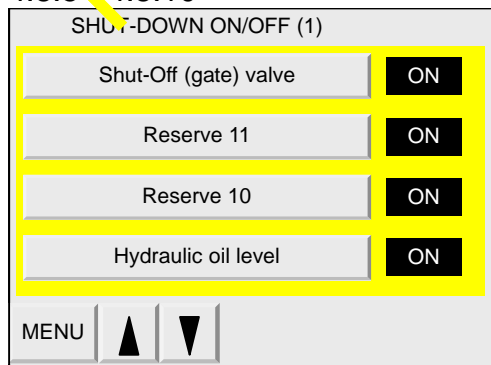 SHUT-DOWN ON/OFF (1)
Shut-Off (gate) valve ON
Reserve 11 ON
Reserve 10 ON
Hydraulic oil level ON
MENU